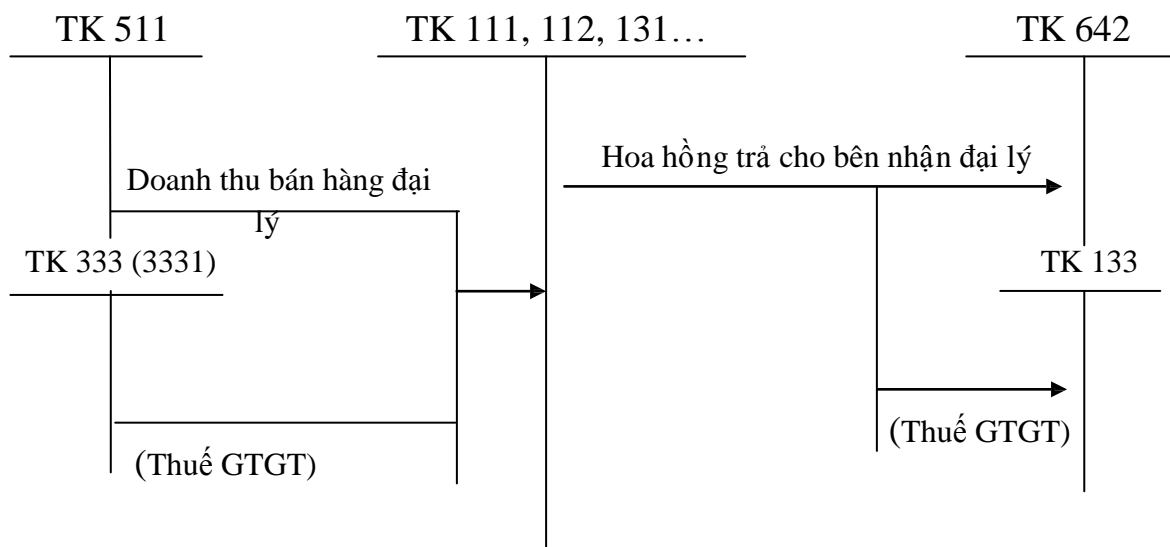 TK 511
TK 111, 112, 131…
TK 642
Hoa hồng trả cho bên nhận đại lý
Doanh thu bán hàng đại
lý
TK 333 (3331)
TK 133
(Thuế GTGT)
(Thuế GTGT)